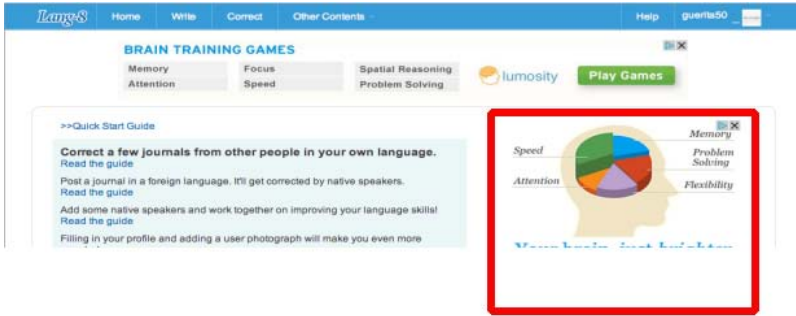 Lang-8 Home Write Correct Other Contents Help guerita50 _
BRAIN TRAINING GAMES
Memory Focus Spatial Reasoning
Attention Speed Problem Solving
lumosity
Play Games
>>Quick Start Guide
Correct a few journals from other people in your own language.
Read the guide
Post a journal in a foreign language. It'll get corrected by native speakers.
Read the guide
Add some native speakers and work together on improving your language skills!
Read the guide
Filling in your profile and adding a user photograph will make you even more
Memory
Speed
Problem
Solving
Attention
Flexibility
Your brain, just brighter